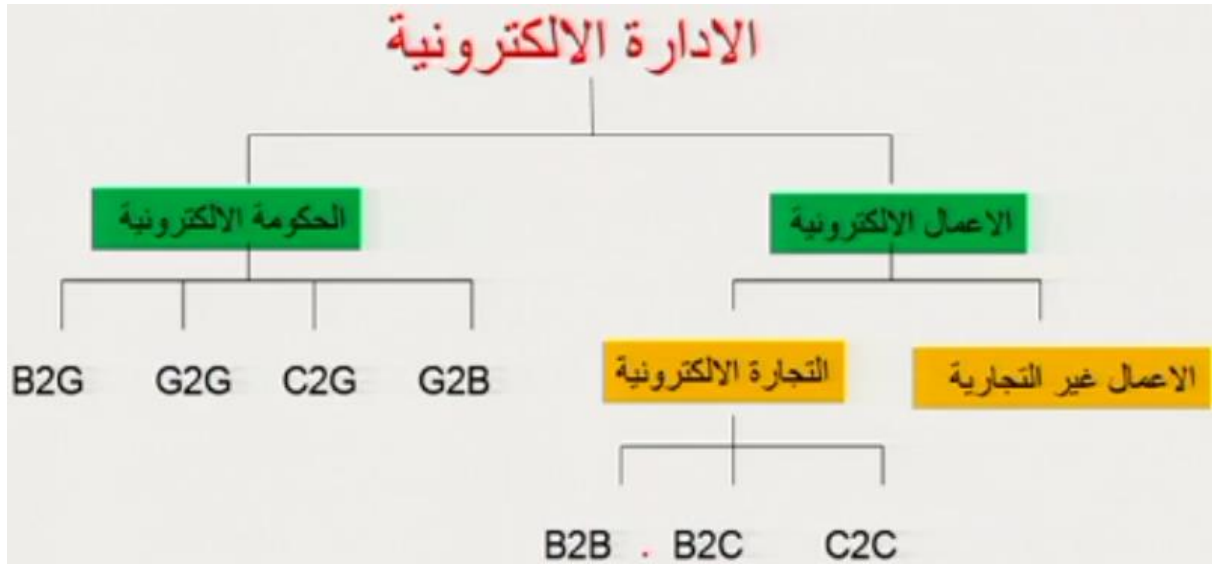 الادارة الالكترونية
الاعمال الالكترونية
الحكومة الالكترونية
الاعمال غير التجارية
التجارة الالكترونية
B2G G2G C2G G2B
B2B . B2C C2C